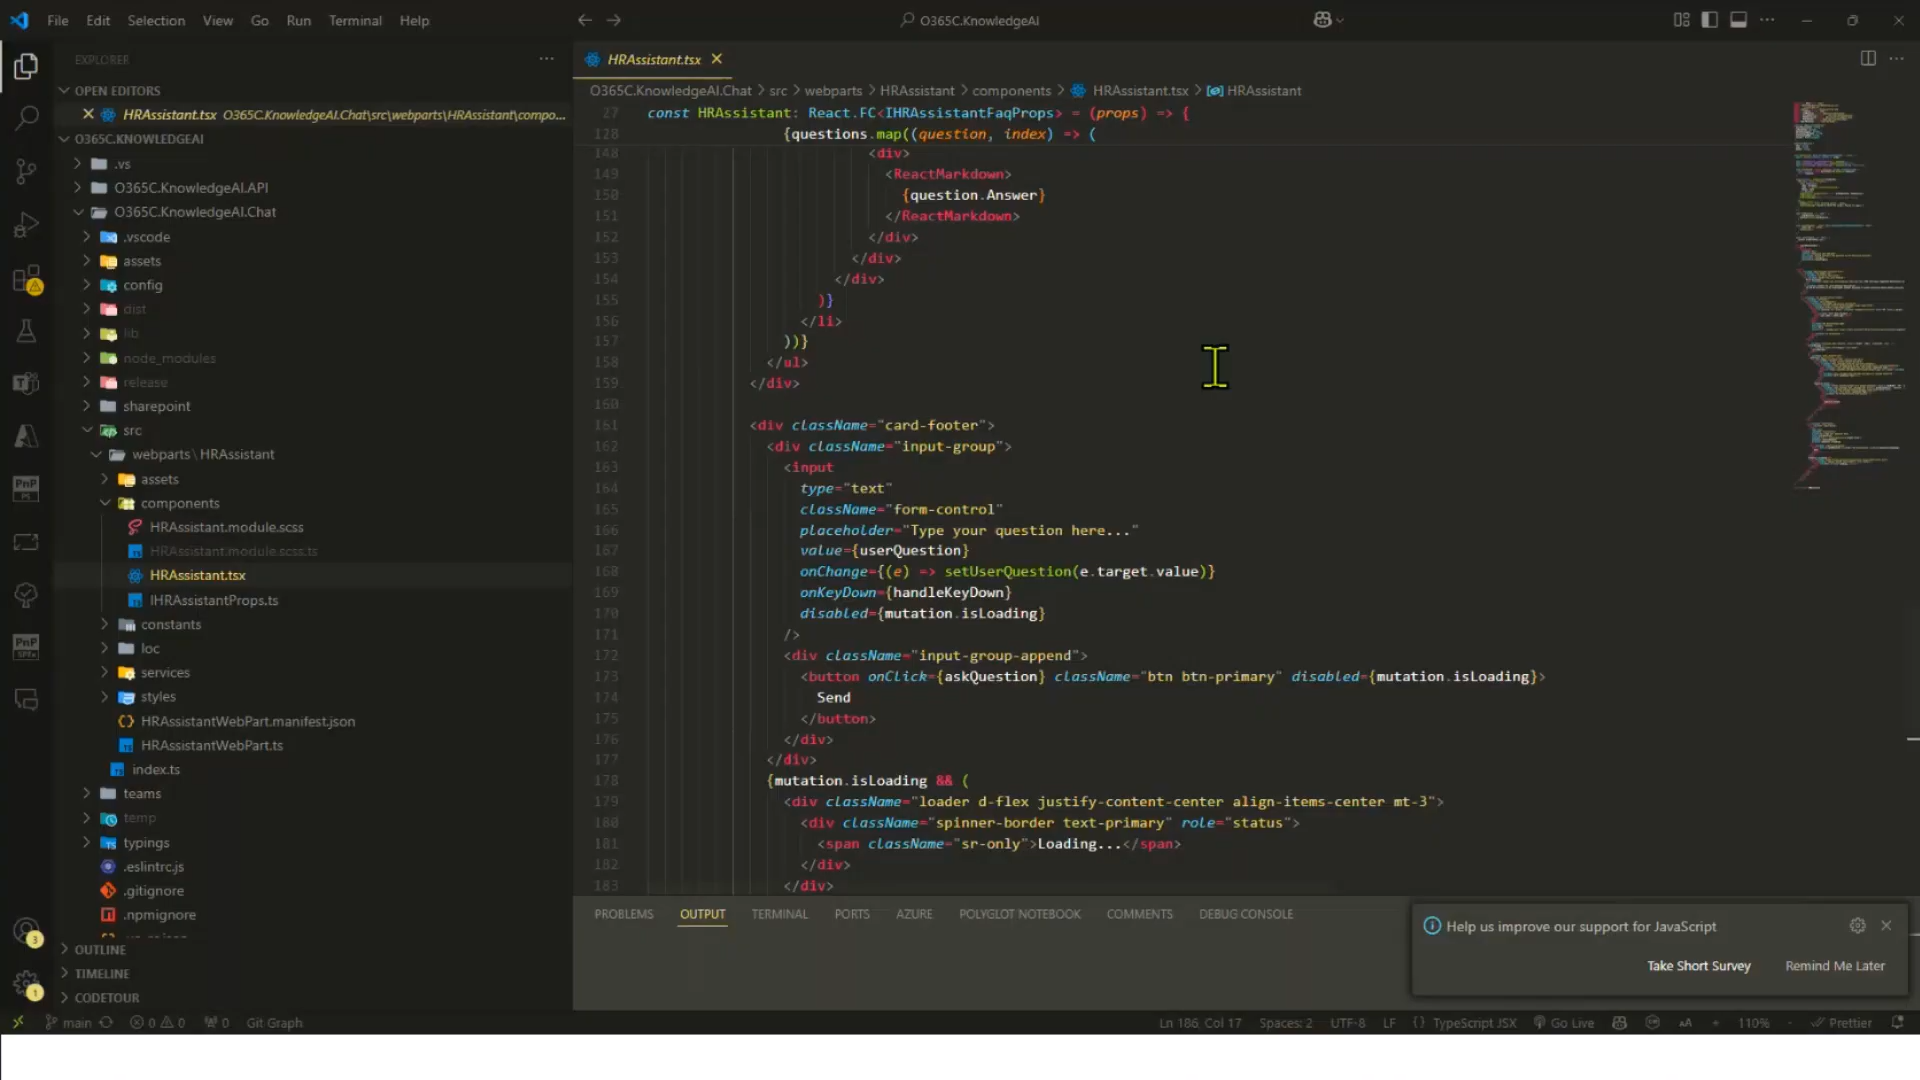 File Edit Selection View Go Run Terminal Help
O365C.KnowledgeAI
EXPLORER
OPEN EDITORS
HRAssistant.tsx O365C.KnowledgeAI.Chat\src\webparts\HRAssistant\compo...
O365C.KNOWLEDGEAI
.vs
O365C.KnowledgeAI.API
O365C.KnowledgeAI.Chat
.vscode
assets
config
dist
lib
node_modules
release
sharepoint
src
webparts \ HRAssistant
assets
components
HRAssistant.module.scss
HRAssistant.module.scss.ts
HRAssistant.tsx
IHRAssistantProps.ts
constants
loc
services
styles
HRAssistantWebPart.manifest.json
HRAssistantWebPart.ts
index.ts
teams
temp
typings
.eslintrc.js
.gitignore
.npmignore
OUTLINE
TIMELINE
CODETOUR
HRAssistant.tsx
O365C.KnowledgeAI.Chat > src > webparts > HRAssistant > components > HRAssistant.tsx > HRAssistant
27 const HRAssistant: React.FC<IHRAssistantFaqProps> = (props) => {
128 {questions.map((question, index) => (
148 <div>
149 <ReactMarkdown>
150 {question.Answer}
151 </ReactMarkdown>
152 </div>
153 </div>
154 </div>
155 )}
156 </li>
157 ))}
158 </ul>
159 </div>
160
161 <div className="card-footer">
162 <div className="input-group">
163 <input
164 type="text"
165 className="form-control"
166 placeholder="Type your question here..."
167 value={userQuestion}
168 onChange={(e) => setUserQuestion(e.target.value)}
169 onKeyDown={handleKeyDown}
170 disabled={mutation.isLoading}
171 />
172 <div className="input-group-append">
173 <button onClick={askQuestion} className="btn btn-primary" disabled={mutation.isLoading}>
174 Send
175 </button>
176 </div>
177 </div>
178 {mutation.isLoading && (
179 <div className="loader d-flex justify-content-center align-items-center mt-3">
180 <div className="spinner-border text-primary" role="status">
181 <span className="sr-only">Loading...</span>
182 </div>
183 </div>
PROBLEMS OUTPUT TERMINAL PORTS AZURE POLYGLOT NOTEBOOK COMMENTS DEBUG CONSOLE
Help us improve our support for JavaScript
Take Short Survey Remind Me Later
PnP PS
PnP SPFx
3
1
main 0 0 0 Git Graph
Ln 186, Col 17 Spaces: 2 UTF-8 LF {} TypeScript JSX Go Live aA + 110% - Prettier